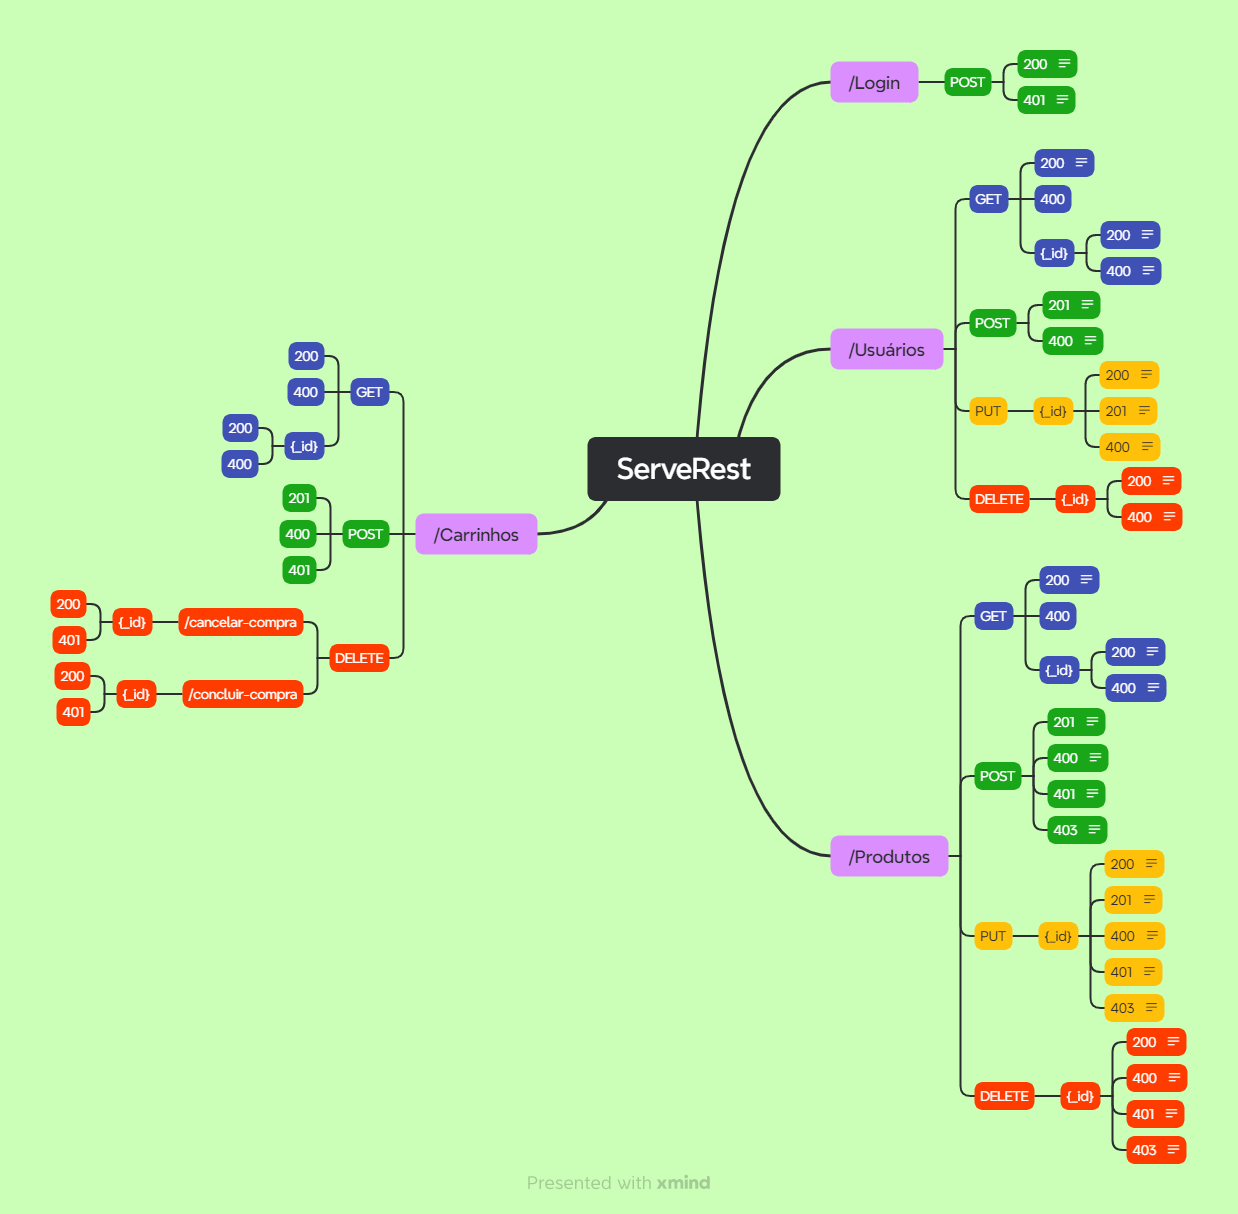 ServeRest
/Login
POST
200
401
/Usuários
GET
200
400
{_id}
200
400
POST
201
400
PUT
{_id}
200
201
400
DELETE
{_id}
200
400
/Produtos
GET
200
400
{_id}
200
400
POST
201
400
401
403
PUT
{_id}
200
201
400
401
403
DELETE
{_id}
200
400
401
403
/Carrinhos
GET
200
400
{_id}
200
400
POST
201
400
401
DELETE
/cancelar-compra
{_id}
200
401
/concluir-compra
{_id}
200
401
Presented with xmind